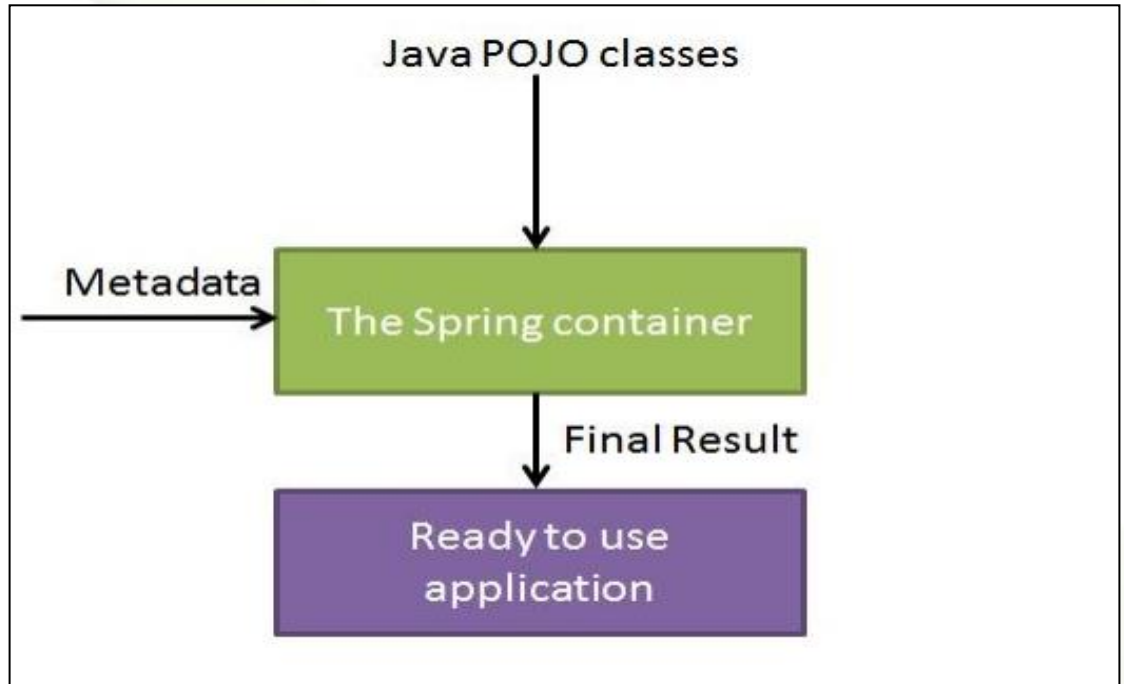 Java POJO classes
Metadata
The Spring container
Final Result
Ready to use
application